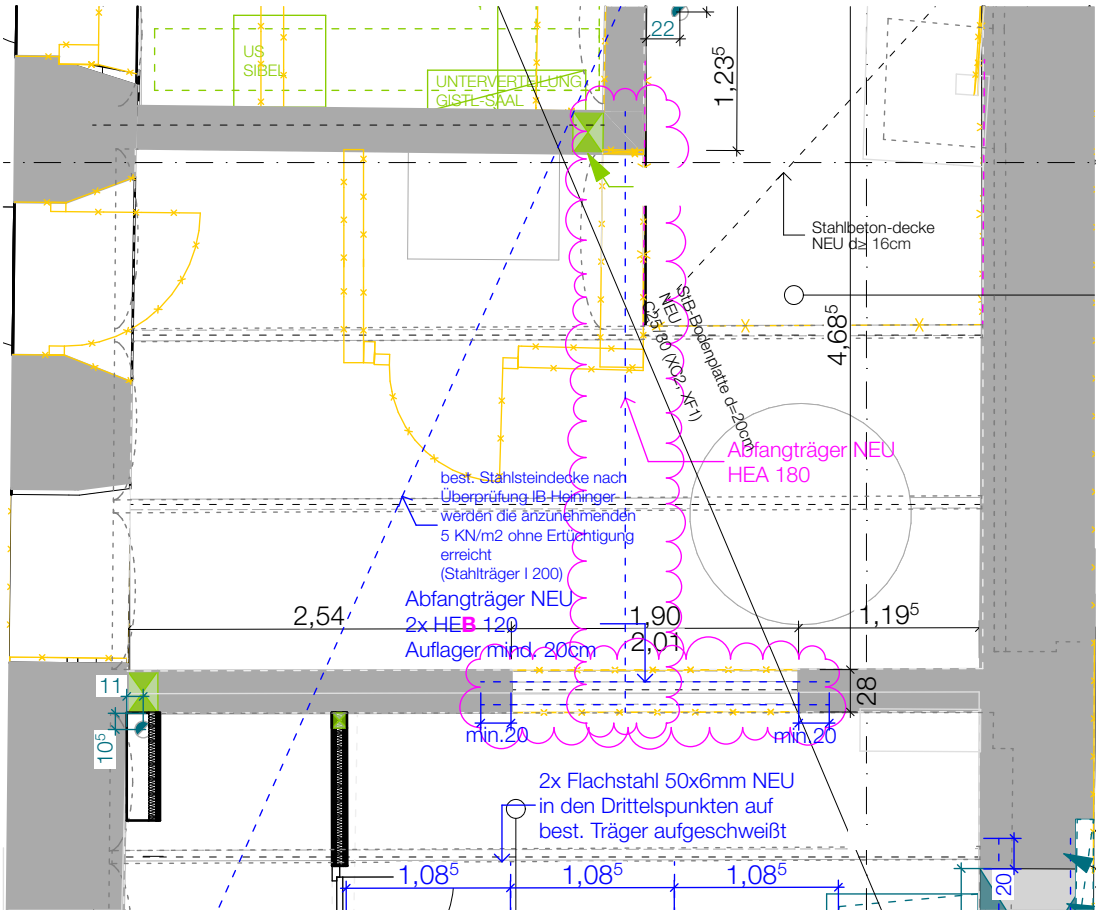 US
SIBEL
UNTERVERTEILUNG
GISTL-SAAL
22
1,23⁵
Stahlbeton-decke
NEU d≥ 16cm
StB-Bodenplatte d=20cm
NEU
C25/30 (XC2, XF1)
4,68⁵
Abfangträger NEU
HEA 180
best. Stahlsteindecke nach
Überprüfung IB-Heininger
werden die anzunehmenden
5 KN/m2 ohne Ertüchtigung
erreicht
(Stahlträger I 200)
Abfangträger NEU
2x HEB 120
Auflager mind. 20cm
2,54
1,90
2,01
1,19⁵
28
11
10⁵
min.20
min.20
2x Flachstahl 50x6mm NEU
in den Drittelspunkten auf
best. Träger aufgeschweißt
1,08⁵
1,08⁵
1,08⁵
20